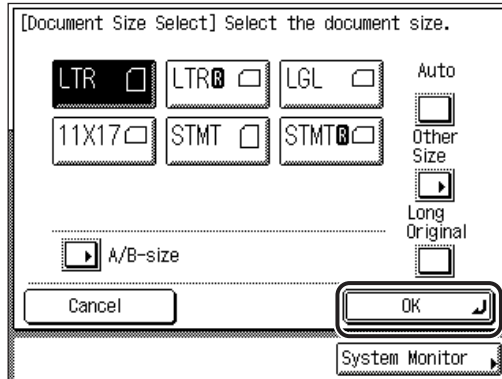 [Document Size Select] Select the document size.
LTR LTRR LGL
Auto
11X17 STMT STMTR
Other
Size
Long
Original
A/B-size
Cancel OK
System Monitor